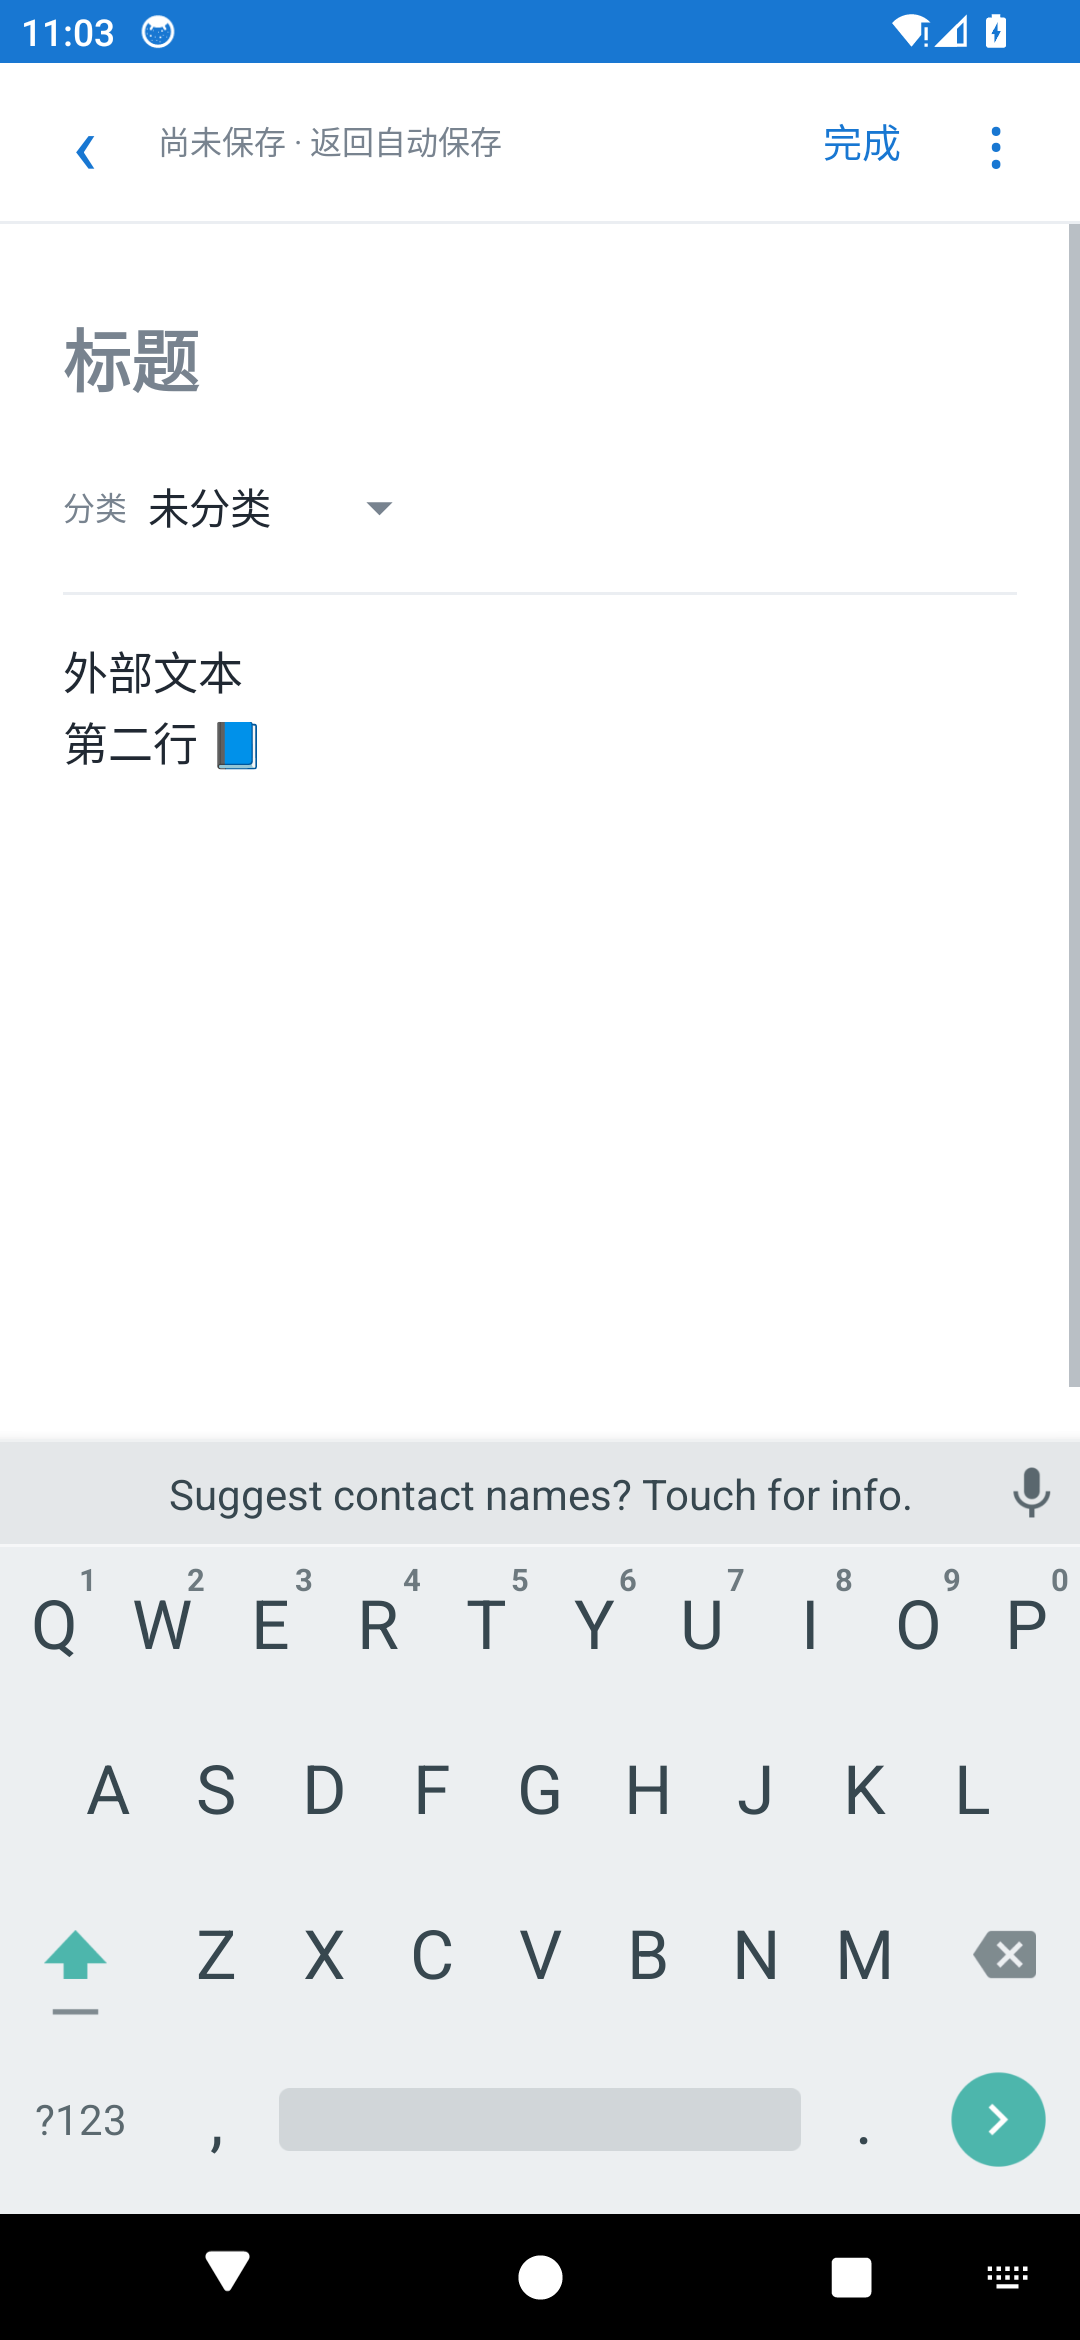 11:03
尚未保存 · 返回自动保存
完成
标题
分类 未分类
外部文本
第二行 📘
Suggest contact names? Touch for info.
1 2 3 4 5 6 7 8 9 0
Q W E R T Y U I O P
A S D F G H J K L
Z X C V B N M
?123 , .